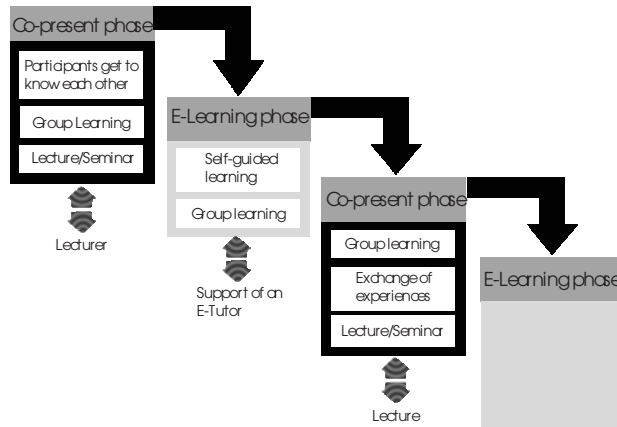 Co-present phase
Participants get to
know each other
Group Learning
Lecture/Seminar
Lecturer
E-Learning phase
Self-guided
learning
Group learning
Support of an
E-Tutor
Co-present phase
Group learning
Exchange of
experiences
Lecture/Seminar
Lecture
E-Learning phase